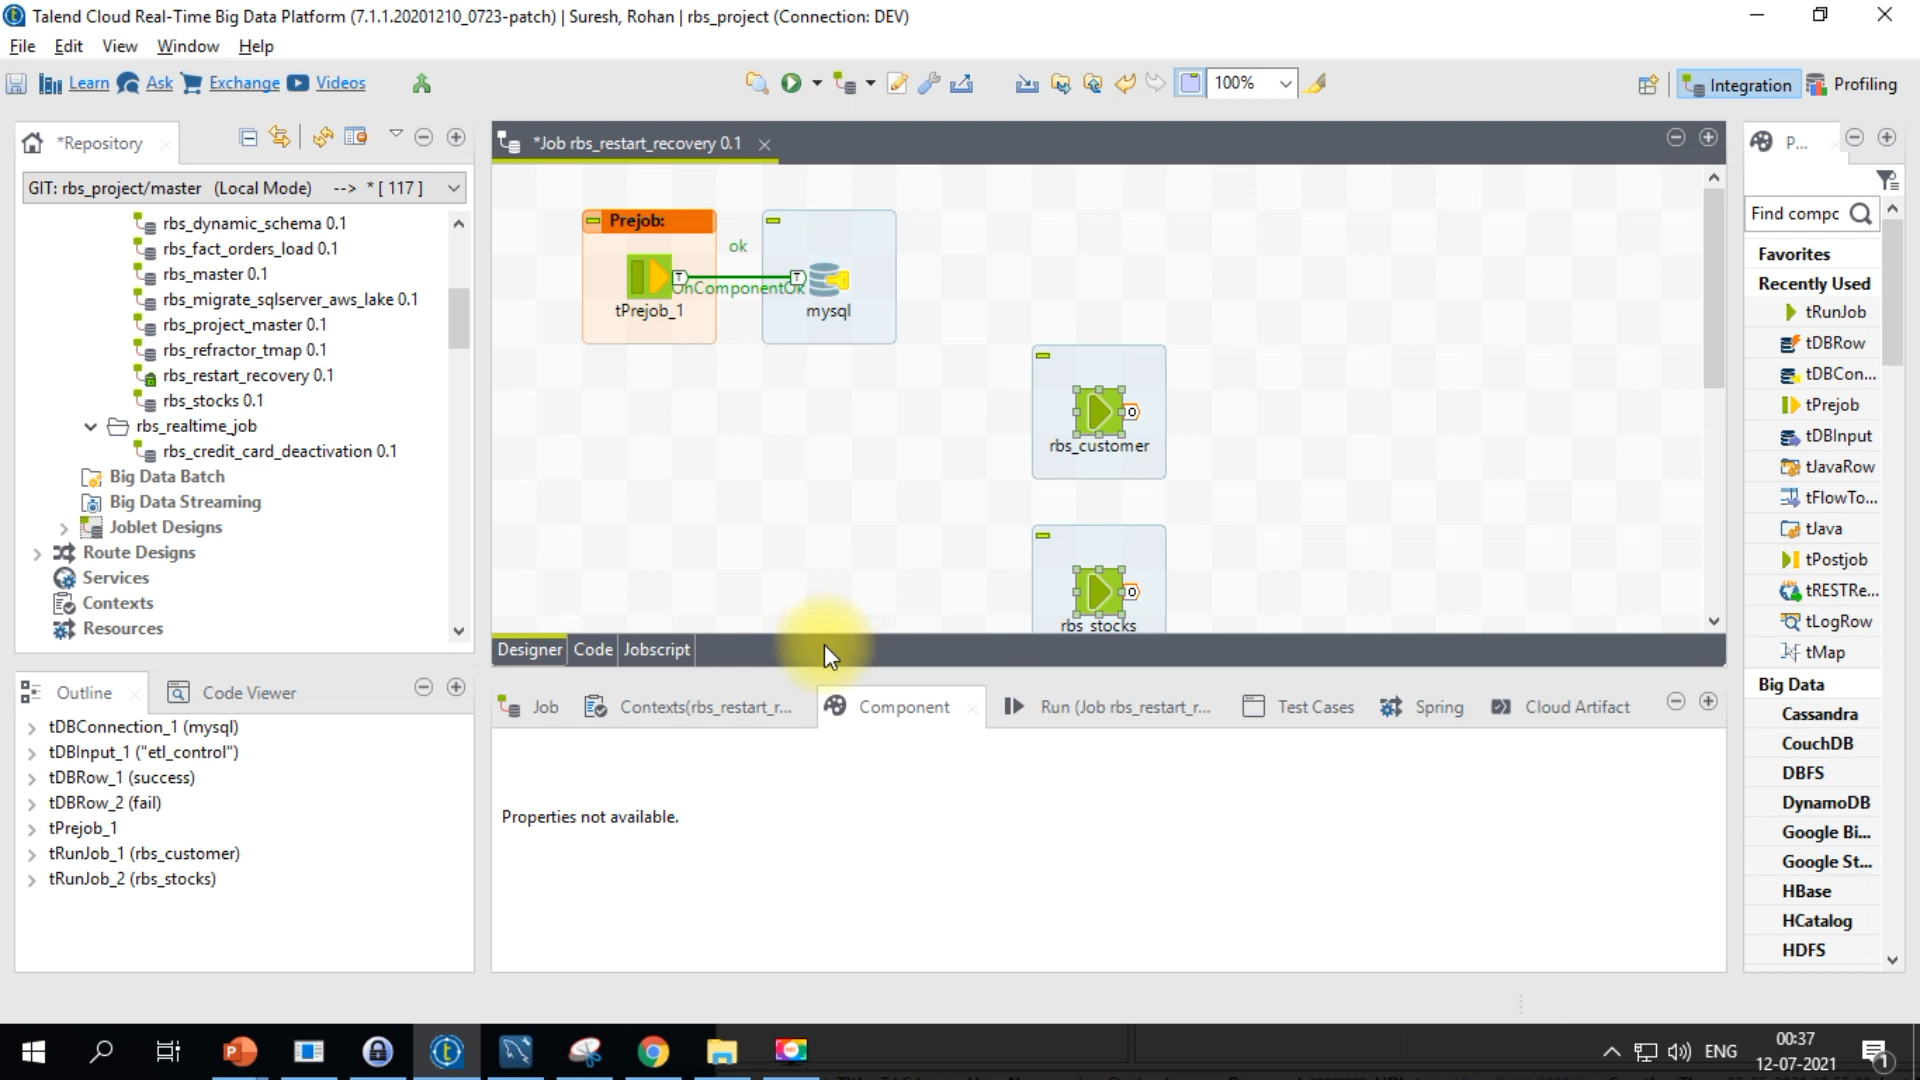 Talend Cloud Real-Time Big Data Platform (7.1.1.20201210_0723-patch) | Suresh, Rohan | rbs_project (Connection: DEV)
File Edit View Window Help
Learn Ask Exchange Videos 100% Integration Profiling
*Repository
GIT: rbs_project/master (Local Mode) --> * [ 117 ]
rbs_dynamic_schema 0.1
rbs_fact_orders_load 0.1
rbs_master 0.1
rbs_migrate_sqlserver_aws_lake 0.1
rbs_project_master 0.1
rbs_refractor_tmap 0.1
rbs_restart_recovery 0.1
rbs_stocks 0.1
rbs_realtime_job
rbs_credit_card_deactivation 0.1
Big Data Batch
Big Data Streaming
Joblet Designs
Route Designs
Services
Contexts
Resources
Outline Code Viewer
tDBConnection_1 (mysql)
tDBInput_1 ("etl_control")
tDBRow_1 (success)
tDBRow_2 (fail)
tPrejob_1
tRunJob_1 (rbs_customer)
tRunJob_2 (rbs_stocks)
*Job rbs_restart_recovery 0.1
Prejob:
ok
OnComponentOk
tPrejob_1
mysql
rbs_customer
rbs_stocks
Designer Code Jobscript
Job Contexts(rbs_restart_r... Component Run (Job rbs_restart_r... Test Cases Spring Cloud Artifact
Properties not available.
P...
Find compc
Favorites
Recently Used
tRunJob
tDBRow
tDBCon...
tPrejob
tDBInput
tJavaRow
tFlowTo...
tJava
tPostjob
tRESTRe...
tLogRow
tMap
Big Data
Cassandra
CouchDB
DBFS
DynamoDB
Google Bi...
Google St...
HBase
HCatalog
HDFS
ENG
00:37
12-07-2021
1